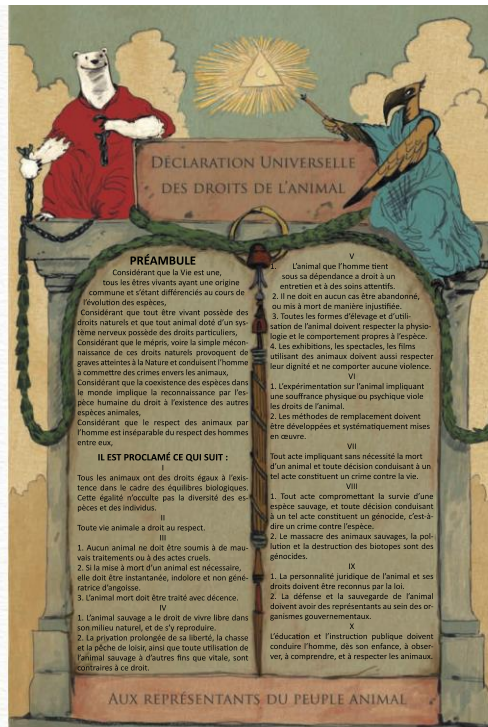 DÉCLARATION UNIVERSELLE
DES DROITS DE L'ANIMAL
PRÉAMBULE
Considérant que la Vie est une,
tous les êtres vivants ayant une origine
commune et s'étant différenciés au cours de
l'évolution des espèces,
Considérant que tout être vivant possède des
droits naturels et que tout animal doté d'un sys-
tème nerveux possède des droits particuliers,
Considérant que le mépris, voire la simple mécon-
naissance de ces droits naturels provoquent de
graves atteintes à la Nature et conduisent l'homme
à commettre des crimes envers les animaux,
Considérant que la coexistence des espèces dans
le monde implique la reconnaissance par l'es-
pèce humaine du droit à l'existence des autres
espèces animales,
Considérant que le respect des animaux par
l'homme est inséparable du respect des hommes
entre eux,
IL EST PROCLAMÉ CE QUI SUIT :
I
Tous les animaux ont des droits égaux à l'exis-
tence dans le cadre des équilibres biologiques.
Cette égalité n'occulte pas la diversité des es-
pèces et des individus.
II
Toute vie animale a droit au respect.
III
1. Aucun animal ne doit être soumis à de mau-
vais traitements ou à des actes cruels.
2. Si la mise à mort d'un animal est nécessaire,
elle doit être instantanée, indolore et non géné-
ratrice d'angoisse.
3. L'animal mort doit être traité avec décence.
IV
1. L'animal sauvage a le droit de vivre libre dans
son milieu naturel, et de s'y reproduire.
2. La privation prolongée de sa liberté, la chasse
et la pêche de loisir, ainsi que toute utilisation de
l'animal sauvage à d'autres fins que vitale, sont
contraires à ce droit.
V
1. L'animal que l'homme tient
sous sa dépendance a droit à un
entretien et à des soins attentifs.
2. Il ne doit en aucun cas être abandonné,
ou mis à mort de manière injustifiée.
3. Toutes les formes d'élevage et d'utili-
sation de l'animal doivent respecter la physio-
logie et le comportement propres à l'espèce.
4. Les exhibitions, les spectacles, les films
utilisant des animaux doivent aussi respecter
leur dignité et ne comporter aucune violence.
VI
1. L'expérimentation sur l'animal impliquant
une souffrance physique ou psychique viole
les droits de l'animal.
2. Les méthodes de remplacement doivent
être développées et systématiquement mises
en œuvre.
VII
Tout acte impliquant sans nécessité la mort
d'un animal et toute décision conduisant à un
tel acte constituent un crime contre la vie.
VIII
1. Tout acte compromettant la survie d'une
espèce sauvage, et toute décision conduisant
à un tel acte constituent un génocide, c'est-à-
dire un crime contre l'espèce.
2. Le massacre des animaux sauvages, la pol-
lution et la destruction des biotopes sont des
génocides.
IX
1. La personnalité juridique de l'animal et ses
droits doivent être reconnus par la loi.
2. La défense et la sauvegarde de l'animal
doivent avoir des représentants au sein des or-
ganismes gouvernementaux.
X
L'éducation et l'instruction publique doivent
conduire l'homme, dès son enfance, à obser-
ver, à comprendre, et à respecter les animaux.
AUX REPRÉSENTANTS DU PEUPLE ANIMAL